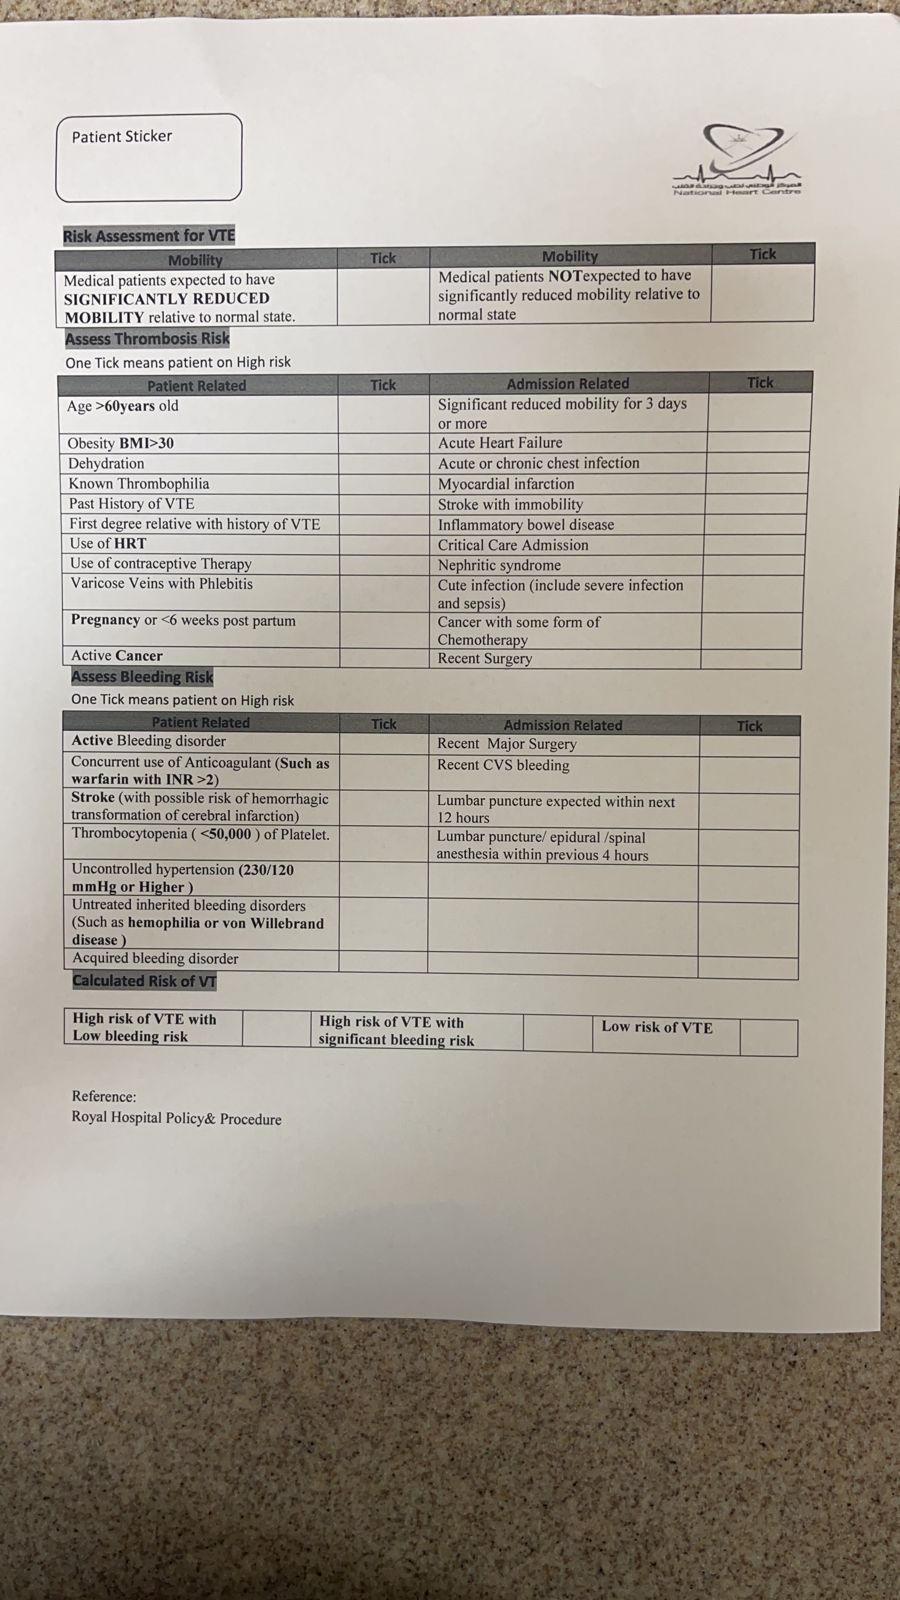 Patient Sticker
المركز الوطني لطب وجراحة القلب
National Heart Centre
Risk Assessment for VTE
Mobility Tick Mobility Tick
Medical patients expected to have
SIGNIFICANTLY REDUCED
MOBILITY relative to normal state.
Medical patients NOTexpected to have
significantly reduced mobility relative to
normal state
Assess Thrombosis Risk
One Tick means patient on High risk
Patient Related Tick Admission Related Tick
Age >60years old
Significant reduced mobility for 3 days
or more
Obesity BMI>30 Acute Heart Failure
Dehydration Acute or chronic chest infection
Known Thrombophilia Myocardial infarction
Past History of VTE Stroke with immobility
First degree relative with history of VTE Inflammatory bowel disease
Use of HRT Critical Care Admission
Use of contraceptive Therapy Nephritic syndrome
Varicose Veins with Phlebitis
Cute infection (include severe infection
and sepsis)
Pregnancy or <6 weeks post partum
Cancer with some form of
Chemotherapy
Active Cancer Recent Surgery
Assess Bleeding Risk
One Tick means patient on High risk
Patient Related Tick Admission Related Tick
Active Bleeding disorder Recent Major Surgery
Concurrent use of Anticoagulant (Such as
warfarin with INR >2)
Recent CVS bleeding
Stroke (with possible risk of hemorrhagic
transformation of cerebral infarction)
Lumbar puncture expected within next
12 hours
Thrombocytopenia ( <50,000 ) of Platelet.
Lumbar puncture/ epidural /spinal
anesthesia within previous 4 hours
Uncontrolled hypertension (230/120
mmHg or Higher )
Untreated inherited bleeding disorders
(Such as hemophilia or von Willebrand
disease )
Acquired bleeding disorder
Calculated Risk of VT
High risk of VTE with
Low bleeding risk
High risk of VTE with
significant bleeding risk
Low risk of VTE
Reference:
Royal Hospital Policy& Procedure